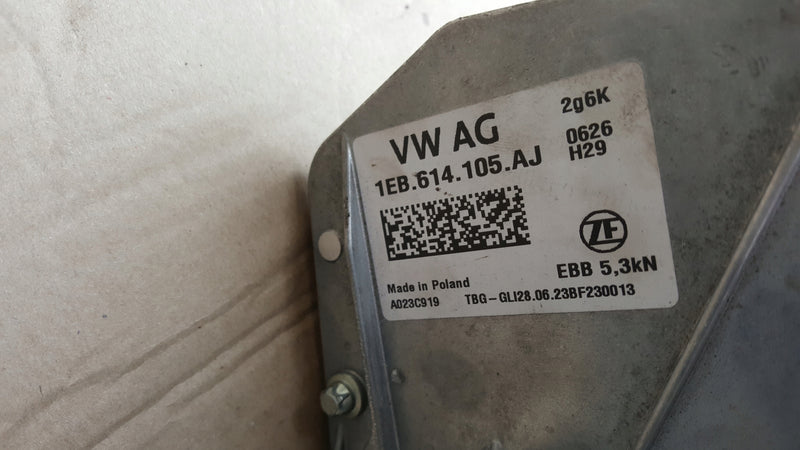 VW AG
2g6K
1EB.614.105.AJ
0626
H29
ZF
EBB 5,3kN
Made in Poland
A023C919 TBG-GLI28.06.23BF230013